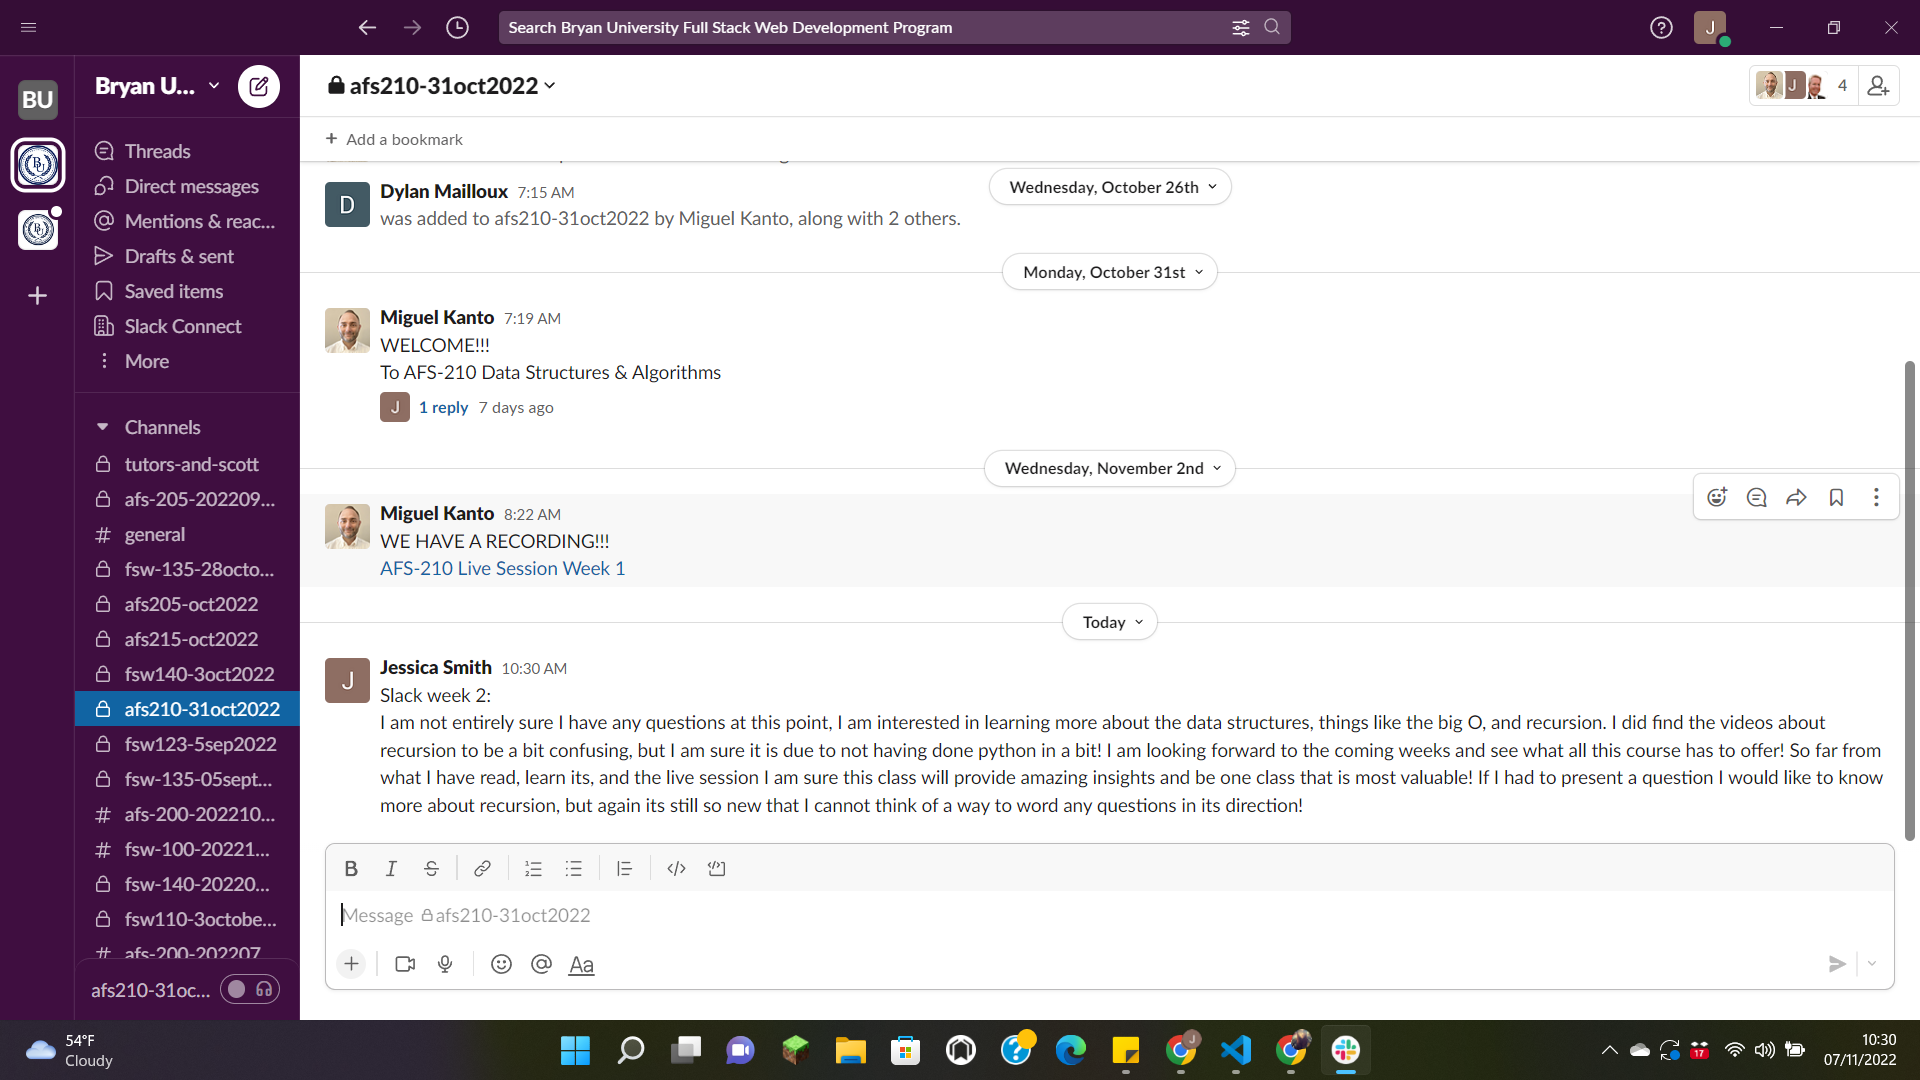 Search Bryan University Full Stack Web Development Program
J
BU
Bryan U...
Threads
Direct messages
Mentions & reac...
Drafts & sent
Saved items
Slack Connect
More
Channels
tutors-and-scott
afs-205-202209...
general
fsw-135-28octo...
afs205-oct2022
afs215-oct2022
fsw140-3oct2022
afs210-31oct2022
fsw123-5sep2022
fsw-135-05sept...
afs-200-202210...
fsw-100-20221...
fsw-140-20220...
fsw110-3octobe...
afs-200-202207
afs210-31oc...
afs210-31oct2022
J
4
+ Add a bookmark
Wednesday, October 26th
D
Dylan Mailloux 7:15 AM
was added to afs210-31oct2022 by Miguel Kanto, along with 2 others.
Monday, October 31st
Miguel Kanto 7:19 AM
WELCOME!!!
To AFS-210 Data Structures & Algorithms
J 1 reply 7 days ago
Wednesday, November 2nd
Miguel Kanto 8:22 AM
WE HAVE A RECORDING!!!
AFS-210 Live Session Week 1
Today
J
Jessica Smith 10:30 AM
Slack week 2:
I am not entirely sure I have any questions at this point, I am interested in learning more about the data structures, things like the big O, and recursion. I did find the videos about
recursion to be a bit confusing, but I am sure it is due to not having done python in a bit! I am looking forward to the coming weeks and see what all this course has to offer! So far from
what I have read, learn its, and the live session I am sure this class will provide amazing insights and be one class that is most valuable! If I had to present a question I would like to know
more about recursion, but again its still so new that I cannot think of a way to word any questions in its direction!
B I S
Message afs210-31oct2022
Aa
54°F
Cloudy
J
17
10:30
07/11/2022